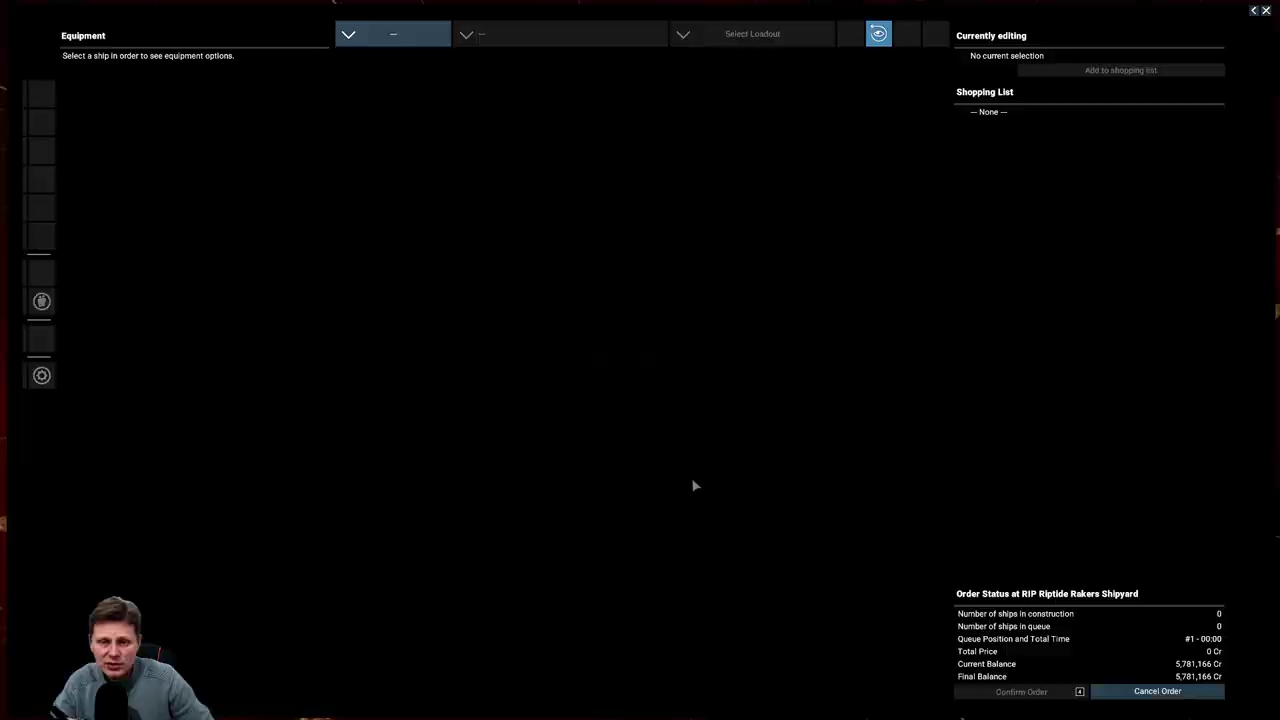 Equipment
Select a ship in order to see equipment options.
—
—
Select Loadout
Currently editing
No current selection
Add to shopping list
Shopping List
— None —
Order Status at RIP Riptide Rakers Shipyard
Number of ships in construction 0
Number of ships in queue 0
Queue Position and Total Time #1 - 00:00
Total Price 0 Cr
Current Balance 5,781,166 Cr
Final Balance 5,781,166 Cr
Confirm Order 4
Cancel Order